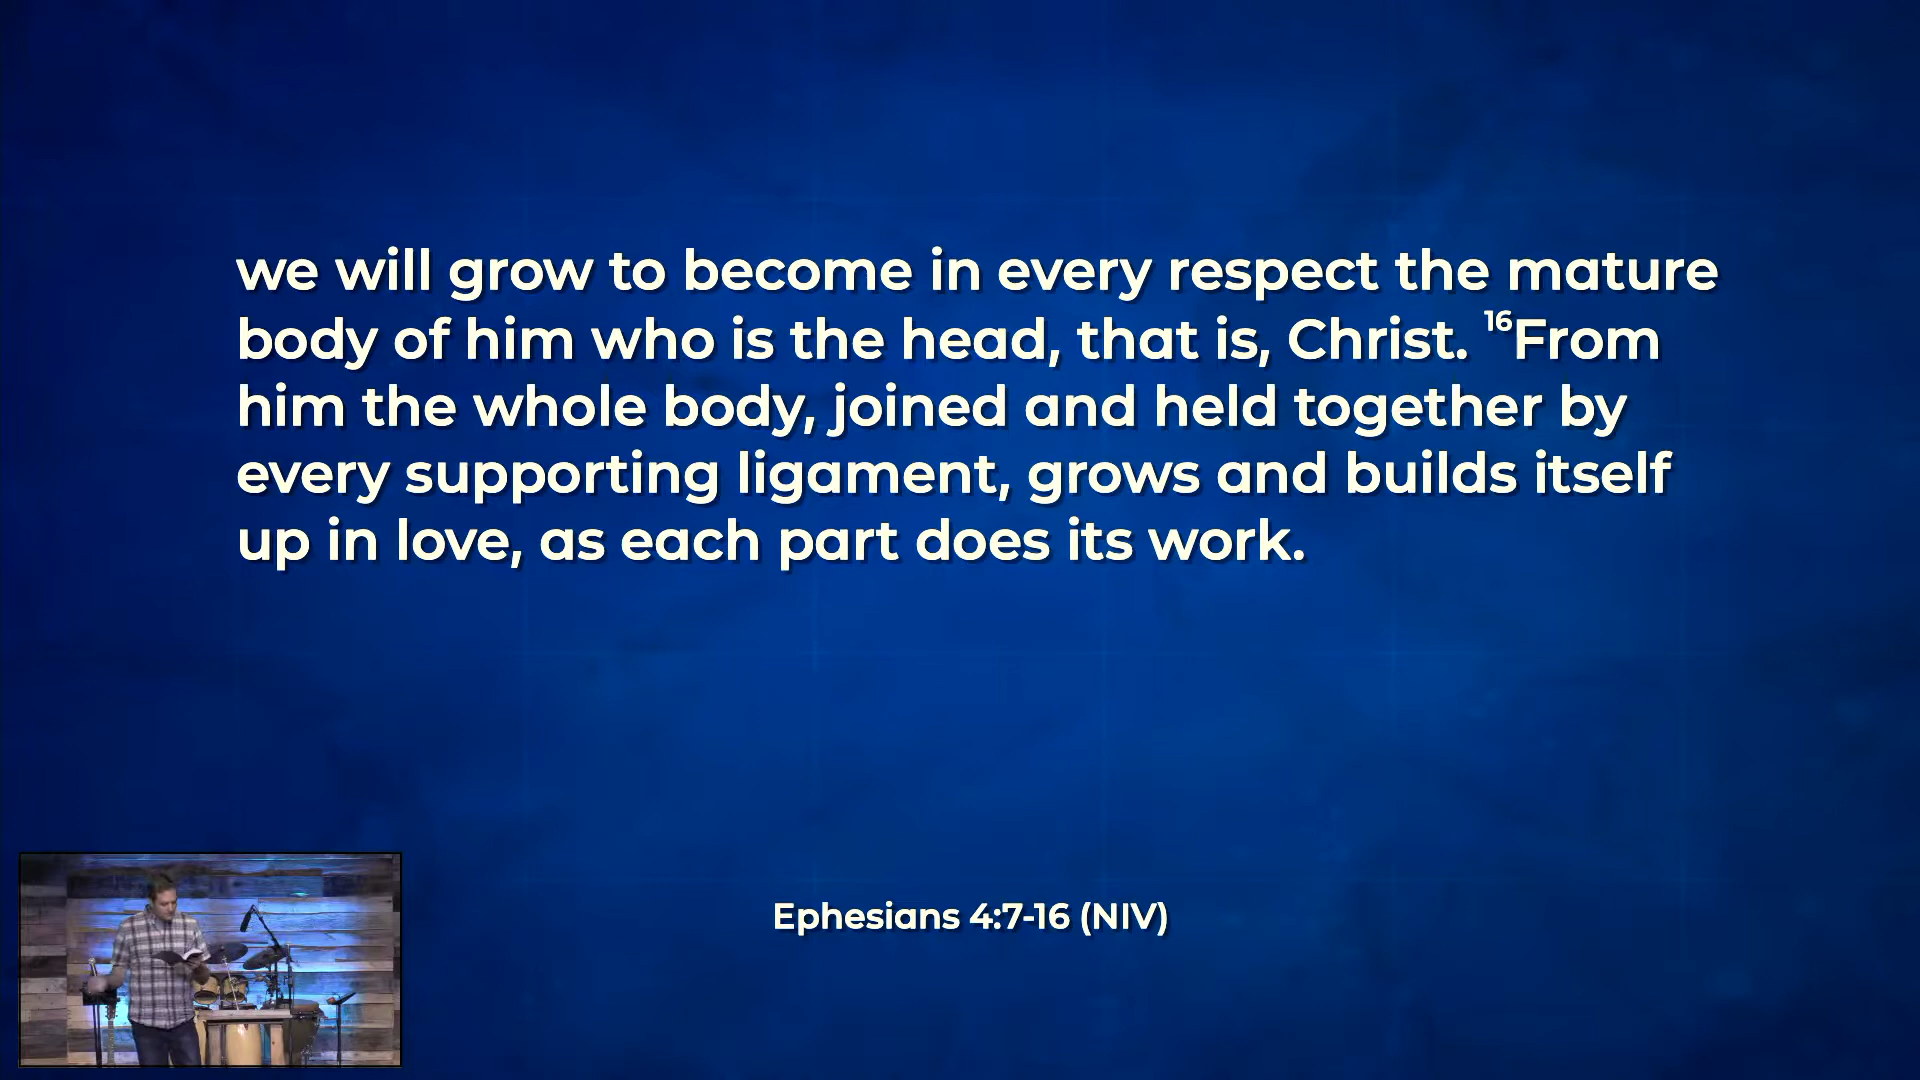 we will grow to become in every respect the mature
body of him who is the head, that is, Christ. ¹⁶From
him the whole body, joined and held together by
every supporting ligament, grows and builds itself
up in love, as each part does its work.
Ephesians 4:7-16 (NIV)